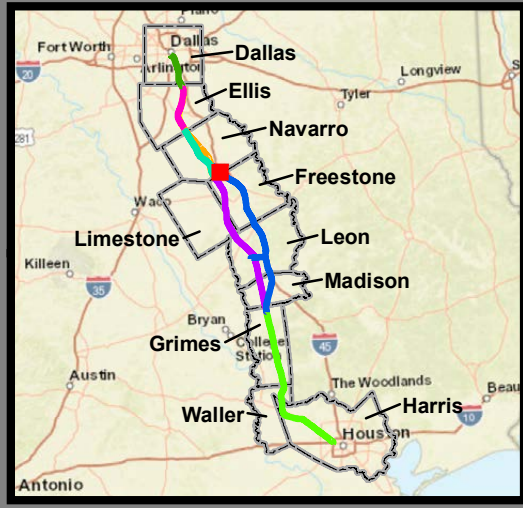 Plano
Fort Worth
Dallas
Dallas
Arlington
20
Ellis
Longview
Tyler
Navarro
281
Freestone
Waco
Limestone
Leon
Killeen
35
Madison
Bryan
Grimes
College
Station
45
Austin
The Woodlands
Waller
Harris
Beau
10
Houston
Antonio